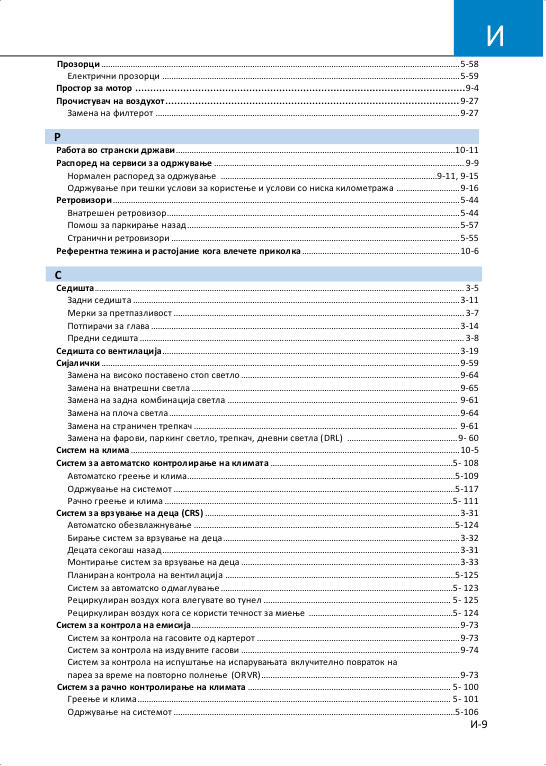 И
Прозорци ........ 5-58
Електрични прозорци ........ 5-59
Простор за мотор ........ 9-4
Прочистувач на воздухот ........ 9-27
Замена на филтерот ........ 9-27
Р
Работа во странски држави ........ 10-11
Распоред на сервиси за одржување ........ 9-9
Нормален распоред за одржување ........ 9-11, 9-15
Одржување при тешки услови за користење и услови со ниска километража ........ 9-16
Ретровизори ........ 5-44
Внатрешен ретровизор ........ 5-44
Помош за паркирање назад ........ 5-57
Странични ретровизори ........ 5-55
Референтна тежина и растојание кога влечете приколка ........ 10-6
С
Седишта ........ 3-5
Задни седишта ........ 3-11
Мерки за претпазливост ........ 3-7
Потпирачи за глава ........ 3-14
Предни седишта ........ 3-8
Седишта со вентилација ........ 3-19
Сијалички ........ 9-59
Замена на високо поставено стоп светло ........ 9-64
Замена на внатрешни светла ........ 9-65
Замена на задна комбинација светла ........ 9-61
Замена на плоча светла ........ 9-64
Замена на страничен трепкач ........ 9-61
Замена на фарови, паркинг светло, трепкач, дневни светла (DRL) ........ 9- 60
Систем на клима ........ 10-5
Систем за автоматско контролирање на климата ........ 5- 108
Автоматско греење и клима ........ 5-109
Одржување на системот ........ 5-117
Рачно греење и клима ........ 5- 111
Систем за врзување на деца (CRS) ........ 3-31
Автоматско обезвлажнување ........ 5-124
Бирање систем за врзување на деца ........ 3-32
Децата секогаш назад ........ 3-31
Монтирање систем за врзување на деца ........ 3-33
Планирана контрола на вентилација ........ 5-125
Систем за автоматско одмаглување ........ 5- 123
Рециркулиран воздух кога влегувате во тунел ........ 5- 125
Рециркулиран воздух кога се користи течност за миење ........ 5- 124
Систем за контрола на емисија ........ 9-73
Систем за контрола на гасовите од картерот ........ 9-73
Систем за контрола на издувните гасови ........ 9-74
Систем за контрола на испуштање на испарувањата вклучително повраток на
пареа за време на повторно полнење (ORVR) ........ 9-73
Систем за рачно контролирање на климата ........ 5- 100
Греење и клима ........ 5- 101
Одржување на системот ........ 5-106
И-9